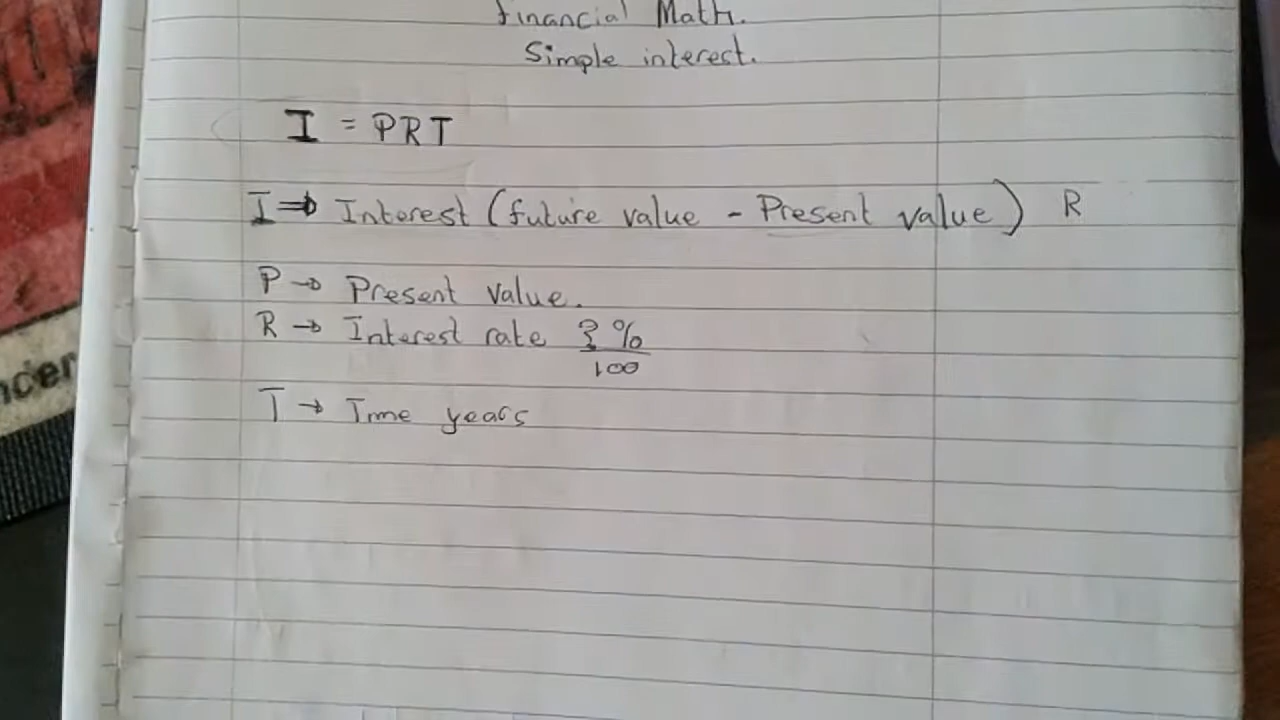 Financial Math.
Simple interest.
I = PRT
I ⇒ Interest (future value - Present value) R
P → Present value.
R → Interest rate ? %
100
T → Time years